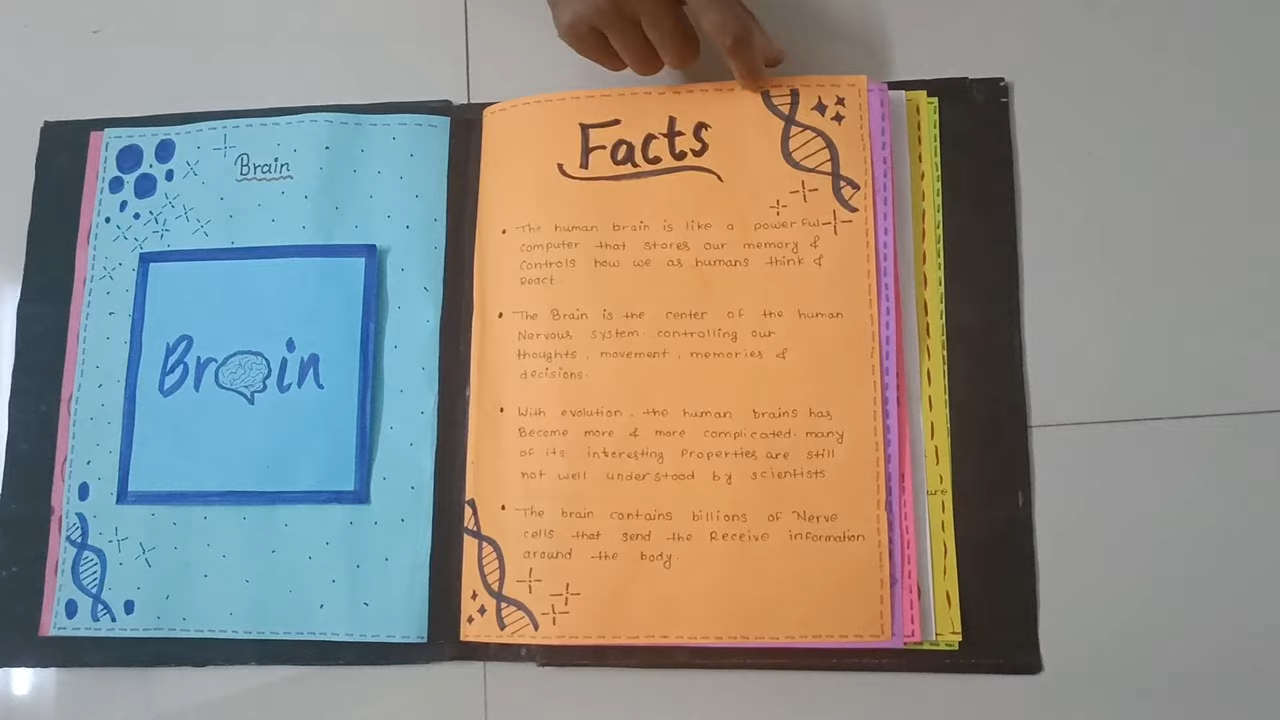 Brain
Brain
Facts
• The human brain is like a powerful
computer that stores our memory &
controls how we as humans think &
React.
• The Brain is the center of the human
Nervous system. controlling our
thoughts, movement, memories &
decisions.
• With evolution, the human brains has
Become more & more complicated. many
of its interesting Properties are still
not well understood by scientists
• The brain contains billions of Nerve
cells that send the Receive information
around the body.
ure